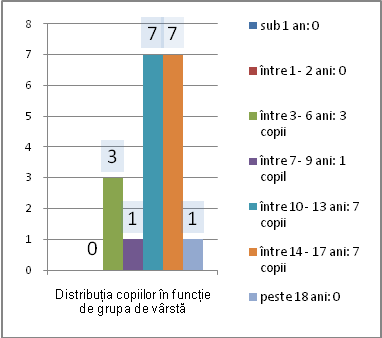 8
7
6
5
4
3
2
1
0
0
3
1
7
7
1
Distribuția copiilor în funcție
de grupa de vârstă
sub 1 an: 0
între 1- 2 ani: 0
între 3- 6 ani: 3
copii
între 7- 9 ani: 1
copil
între 10- 13 ani: 7
copii
între 14- 17 ani: 7
copii
peste 18 ani: 0